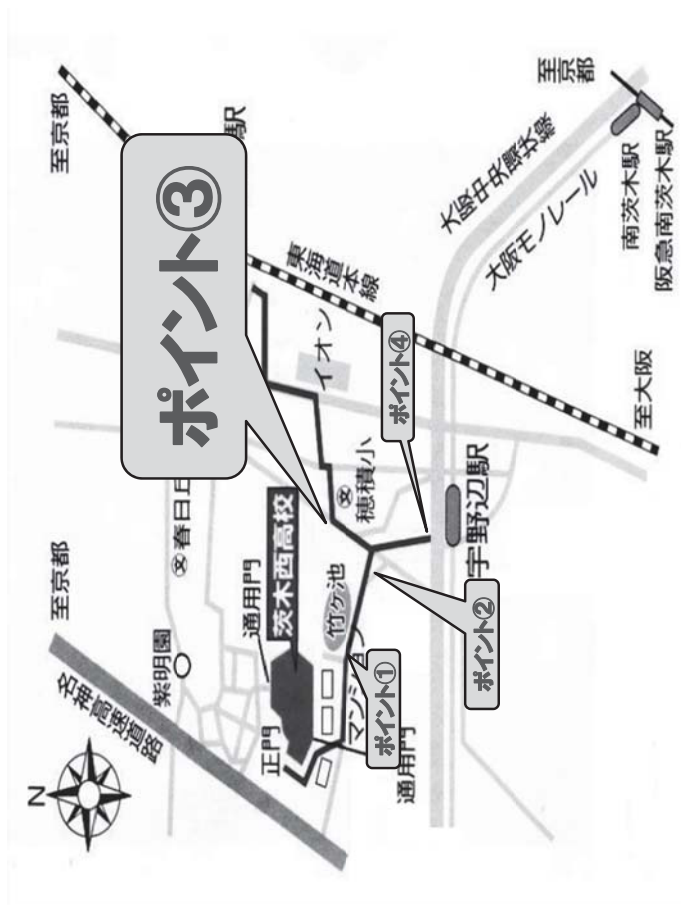 至京都
駅
ポイント③
東海道本線
イオン
ポイント④
大阪中央環状線
大阪モノレール
至京都
南茨木駅
阪急南茨木駅
至大阪
穂積小
文
宇野辺駅
文
春日丘
至京都
名神高速道路
紫明園
通用門
茨木西高校
竹ケ池
正門
マンション
ポイント①
ポイント②
通用門
N